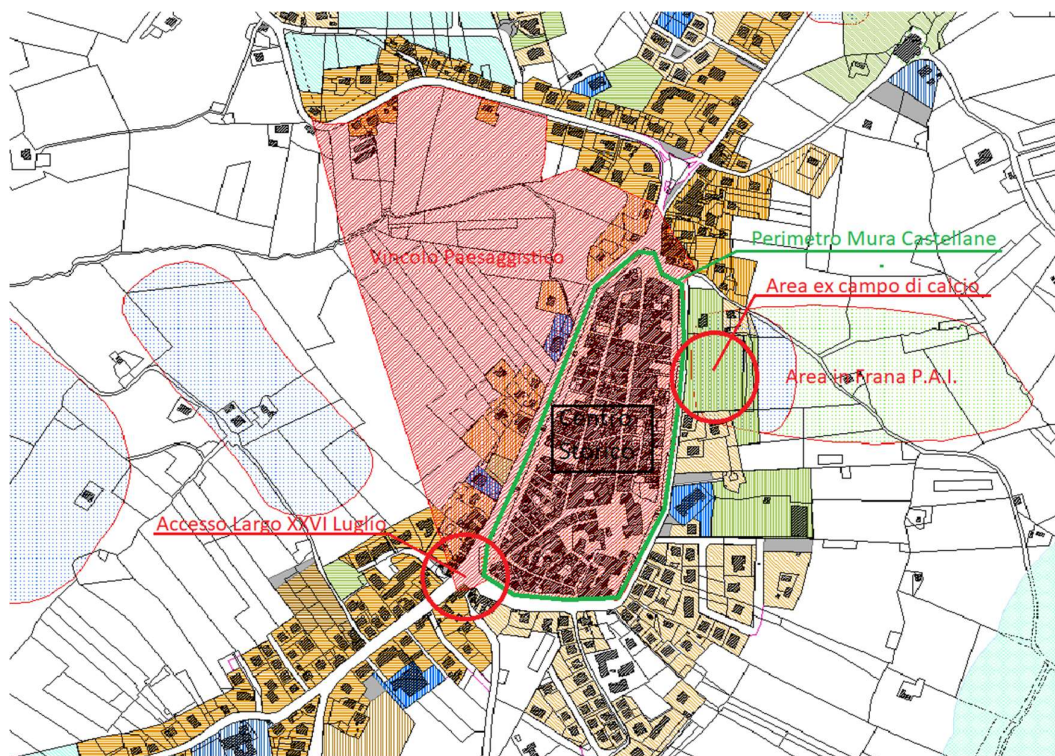 Perimetro Mura Castellane
Vincolo Paesaggistico
Area ex campo di calcio
Area in Frana P.A.I.
Centro
Storico
Accesso Largo XXVI Luglio